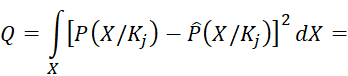 Q = ∫_X [P(X/K_j) − P̂(X/K_j)]² dX =